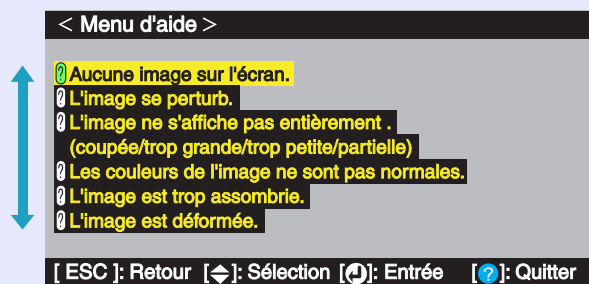 < Menu d'aide >
? Aucune image sur l'écran.
? L'image se perturb.
? L'image ne s'affiche pas entièrement .
(coupée/trop grande/trop petite/partielle)
? Les couleurs de l'image ne sont pas normales.
? L'image est trop assombrie.
? L'image est déformée.
[ ESC ]: Retour [◆]: Sélection [↵]: Entrée [?]: Quitter